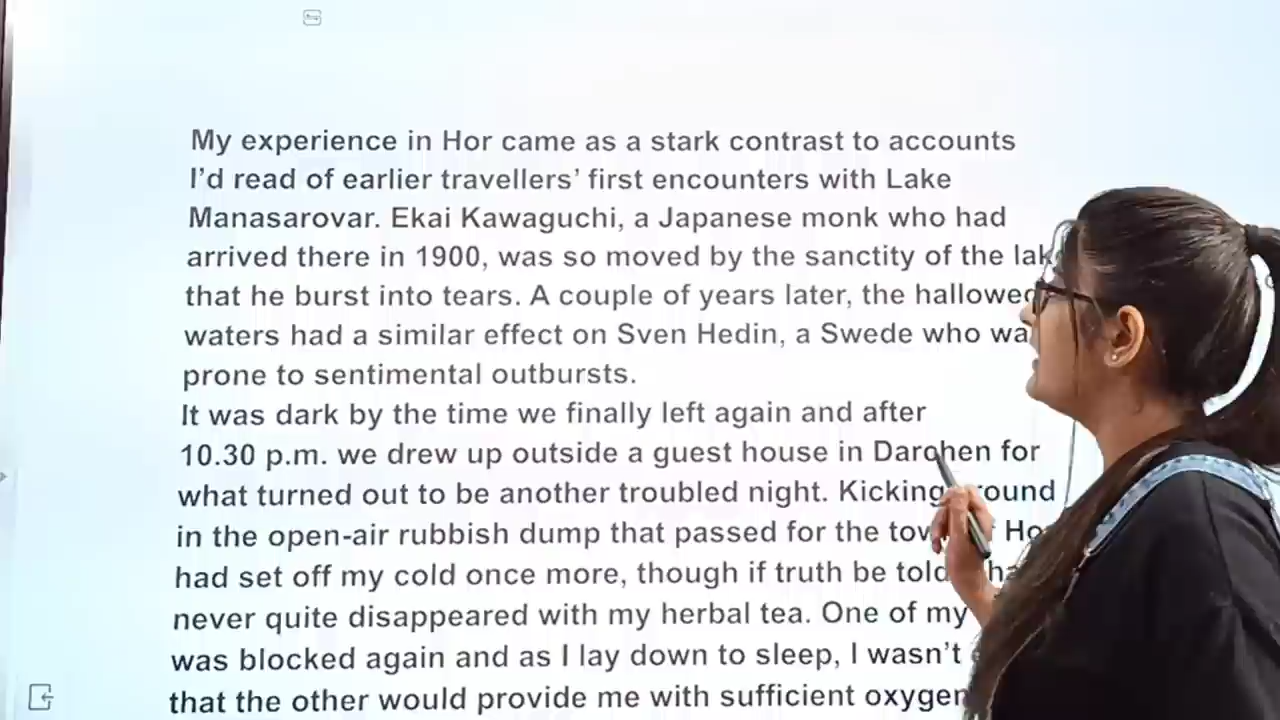 My experience in Hor came as a stark contrast to accounts
I'd read of earlier travellers' first encounters with Lake
Manasarovar. Ekai Kawaguchi, a Japanese monk who had
arrived there in 1900, was so moved by the sanctity of the
that he burst into tears. A couple of years later, the
waters had a similar effect on Sven Hedin, a Swede who
prone to sentimental outbursts.
It was dark by the time we finally left again and after
10.30 p.m. we drew up outside a guest house in Darchen for
what turned out to be another troubled night. Kicking
in the open-air rubbish dump that passed for the
had set off my cold once more, though if truth be told
never quite disappeared with my herbal tea. One of my
was blocked again and as I lay down to sleep, I wasn't
that the other would provide me with sufficient oxygen